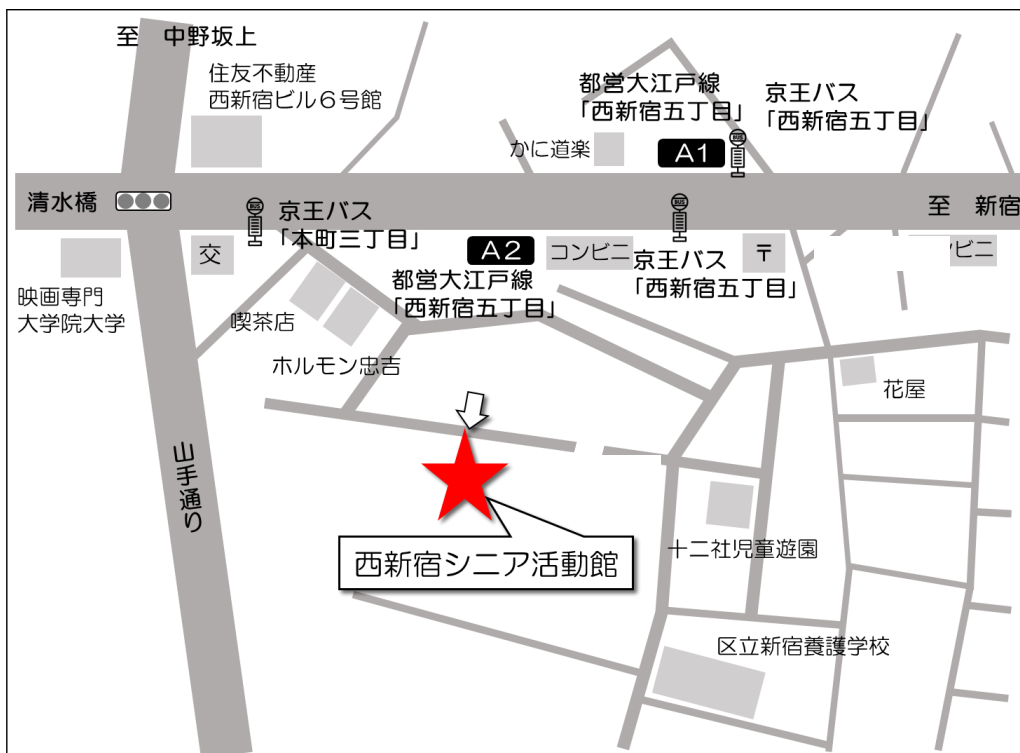 至　中野坂上
住友不動産
西新宿ビル６号館
都営大江戸線
「西新宿五丁目」
京王バス
「西新宿五丁目」
かに道楽
A1
清水橋
BUS
BUS
BUS
京王バス
「本町三丁目」
至　新宿
交
A2
コンビニ
〒
ンビニ
都営大江戸線
「西新宿五丁目」
京王バス
「西新宿五丁目」
映画専門
大学院大学
喫茶店
ホルモン忠吉
花屋
山手通り
西新宿シニア活動館
十二社児童遊園
区立新宿養護学校